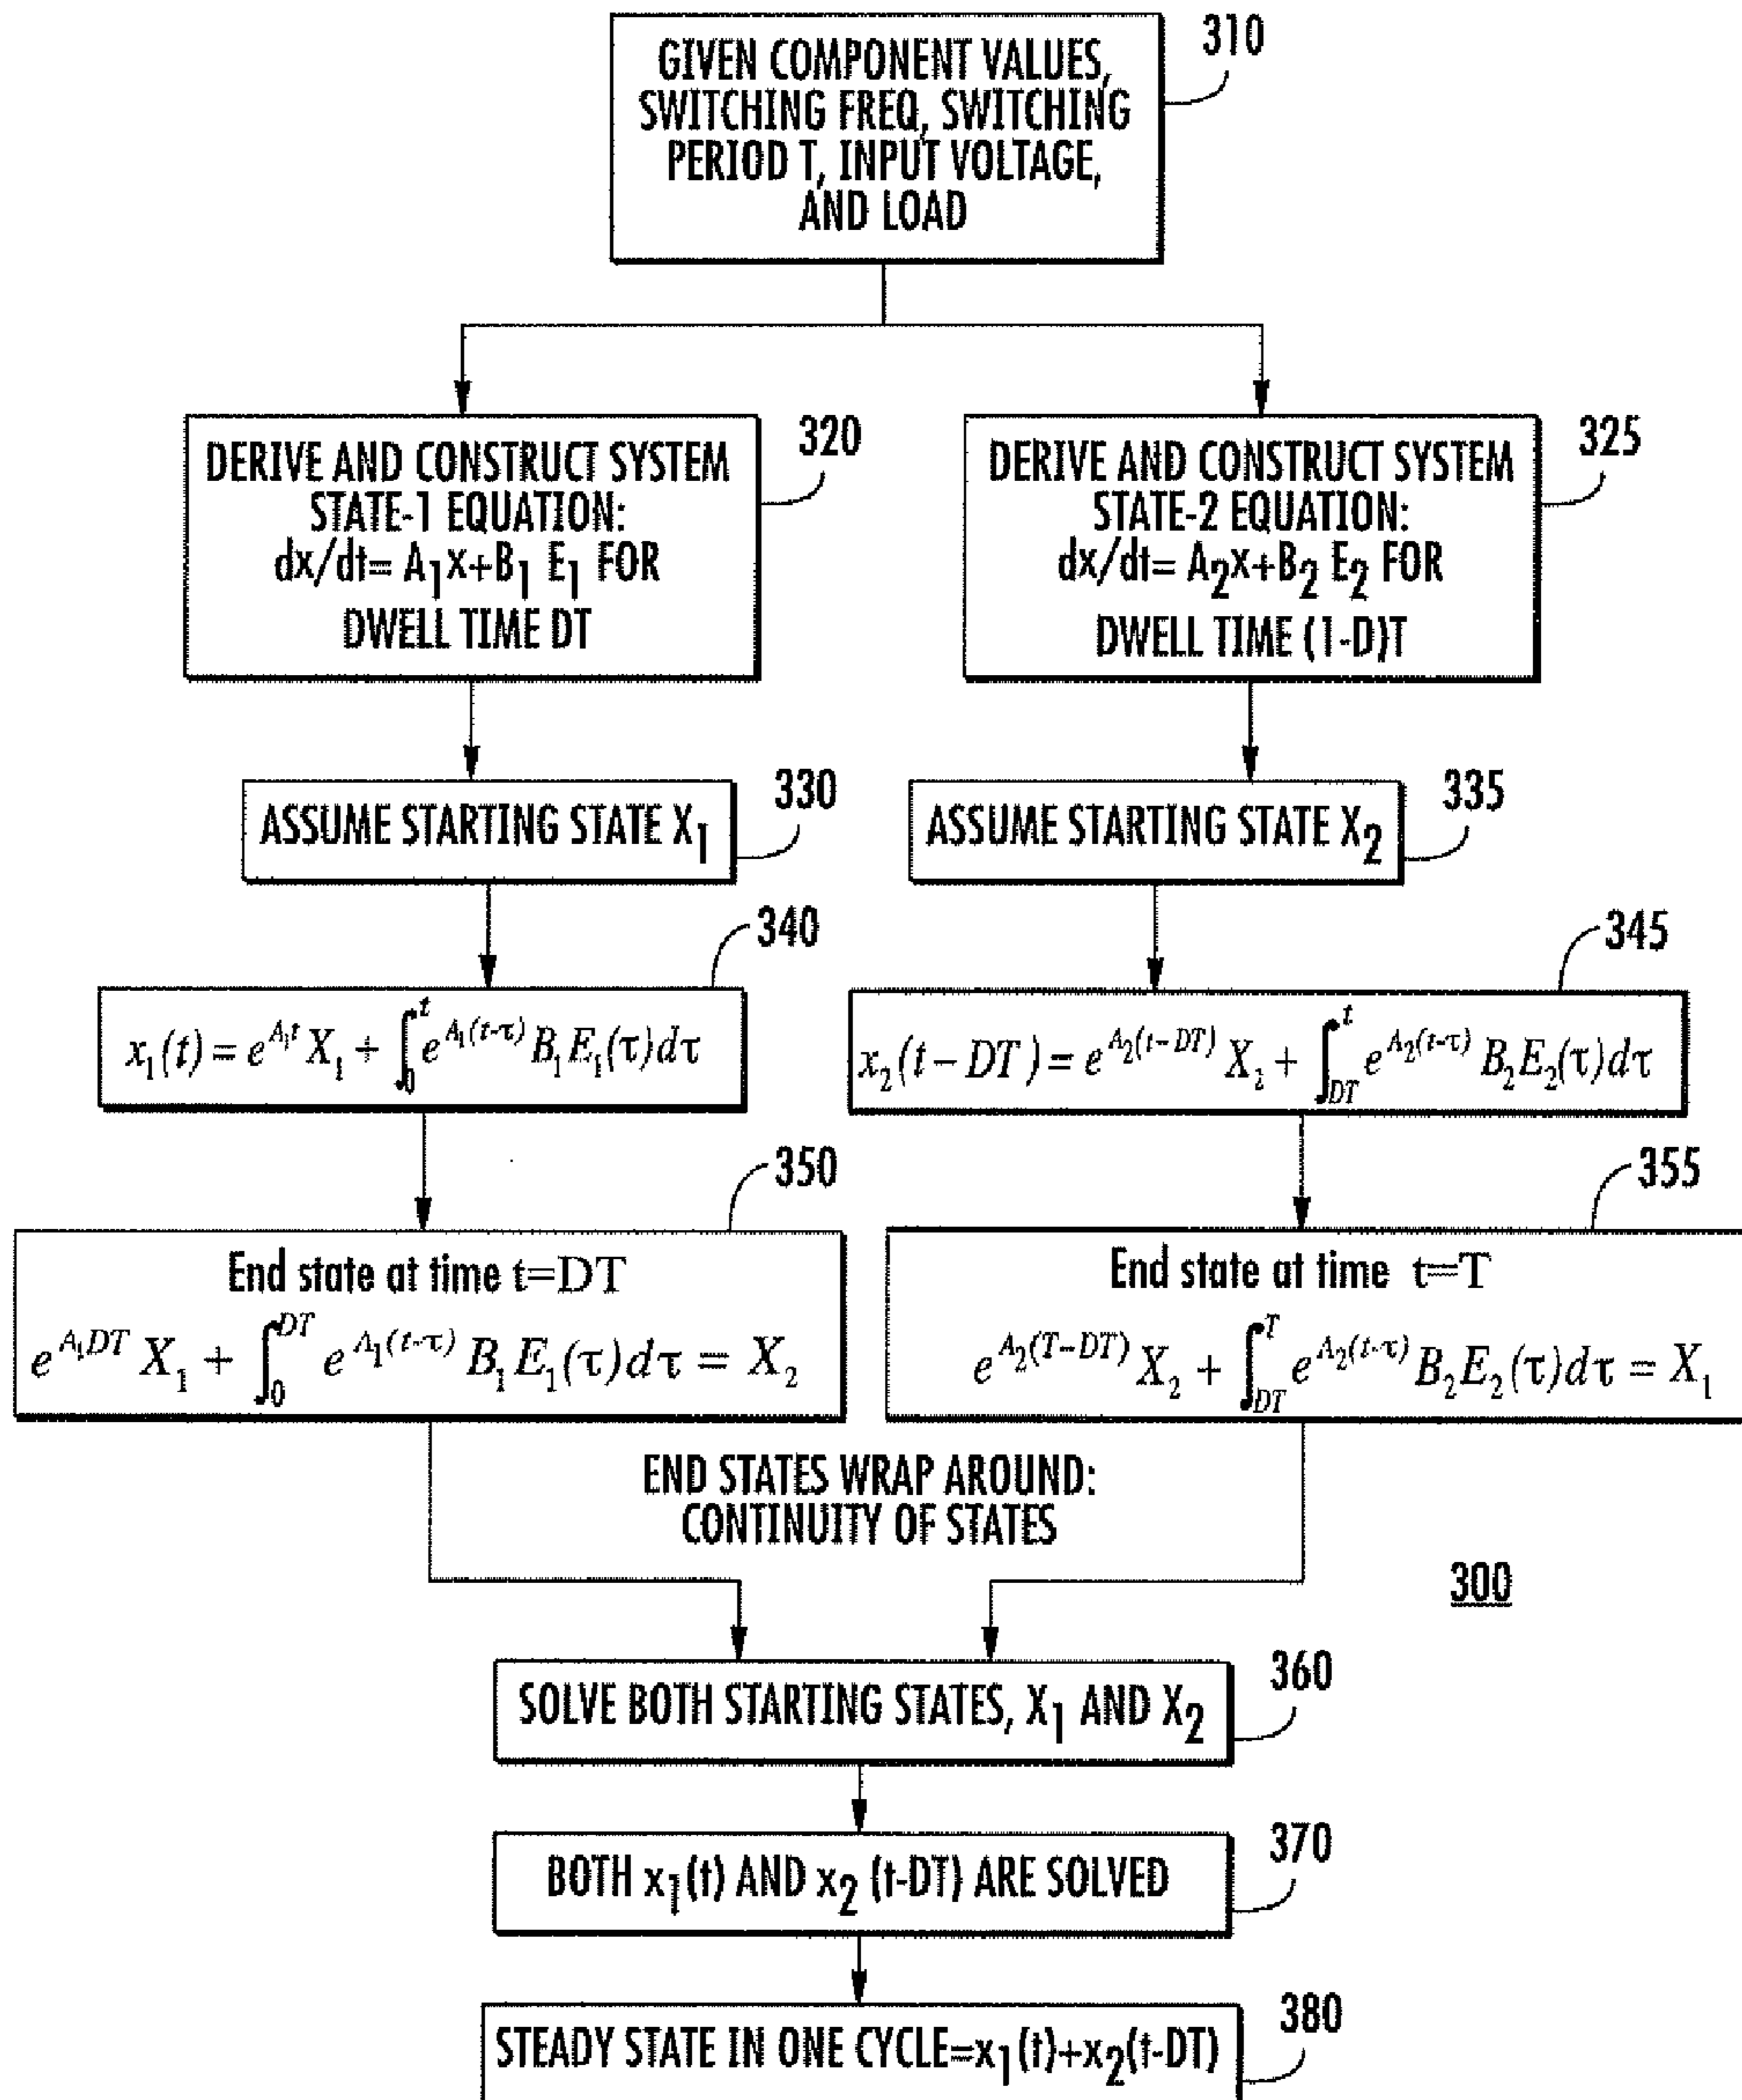 310
GIVEN COMPONENT VALUES,
SWITCHING FREQ, SWITCHING
PERIOD T, INPUT VOLTAGE,
AND LOAD
320
DERIVE AND CONSTRUCT SYSTEM
STATE-1 EQUATION:
dx/dt= A₁x+B₁ E₁ FOR
DWELL TIME DT
325
DERIVE AND CONSTRUCT SYSTEM
STATE-2 EQUATION:
dx/dt= A₂x+B₂ E₂ FOR
DWELL TIME (1-D)T
330
ASSUME STARTING STATE X₁
335
ASSUME STARTING STATE X₂
340
x₁(t) = e^{A₁t} X₁ + ∫₀^t e^{A₁(t-τ)} B₁E₁(τ)dτ
345
x₂(t-DT) = e^{A₂(t-DT)} X₂ + ∫_{DT}^t e^{A₂(t-τ)} B₂E₂(τ)dτ
350
End state at time t=DT
e^{A₁DT} X₁ + ∫₀^{DT} e^{A₁(t-τ)} B₁E₁(τ)dτ = X₂
355
End state at time t=T
e^{A₂(T-DT)} X₂ + ∫_{DT}^T e^{A₂(t-τ)} B₂E₂(τ)dτ = X₁
END STATES WRAP AROUND:
CONTINUITY OF STATES
300
360
SOLVE BOTH STARTING STATES, X₁ AND X₂
370
BOTH x₁(t) AND x₂ (t-DT) ARE SOLVED
380
STEADY STATE IN ONE CYCLE=x₁(t)+x₂(t-DT)